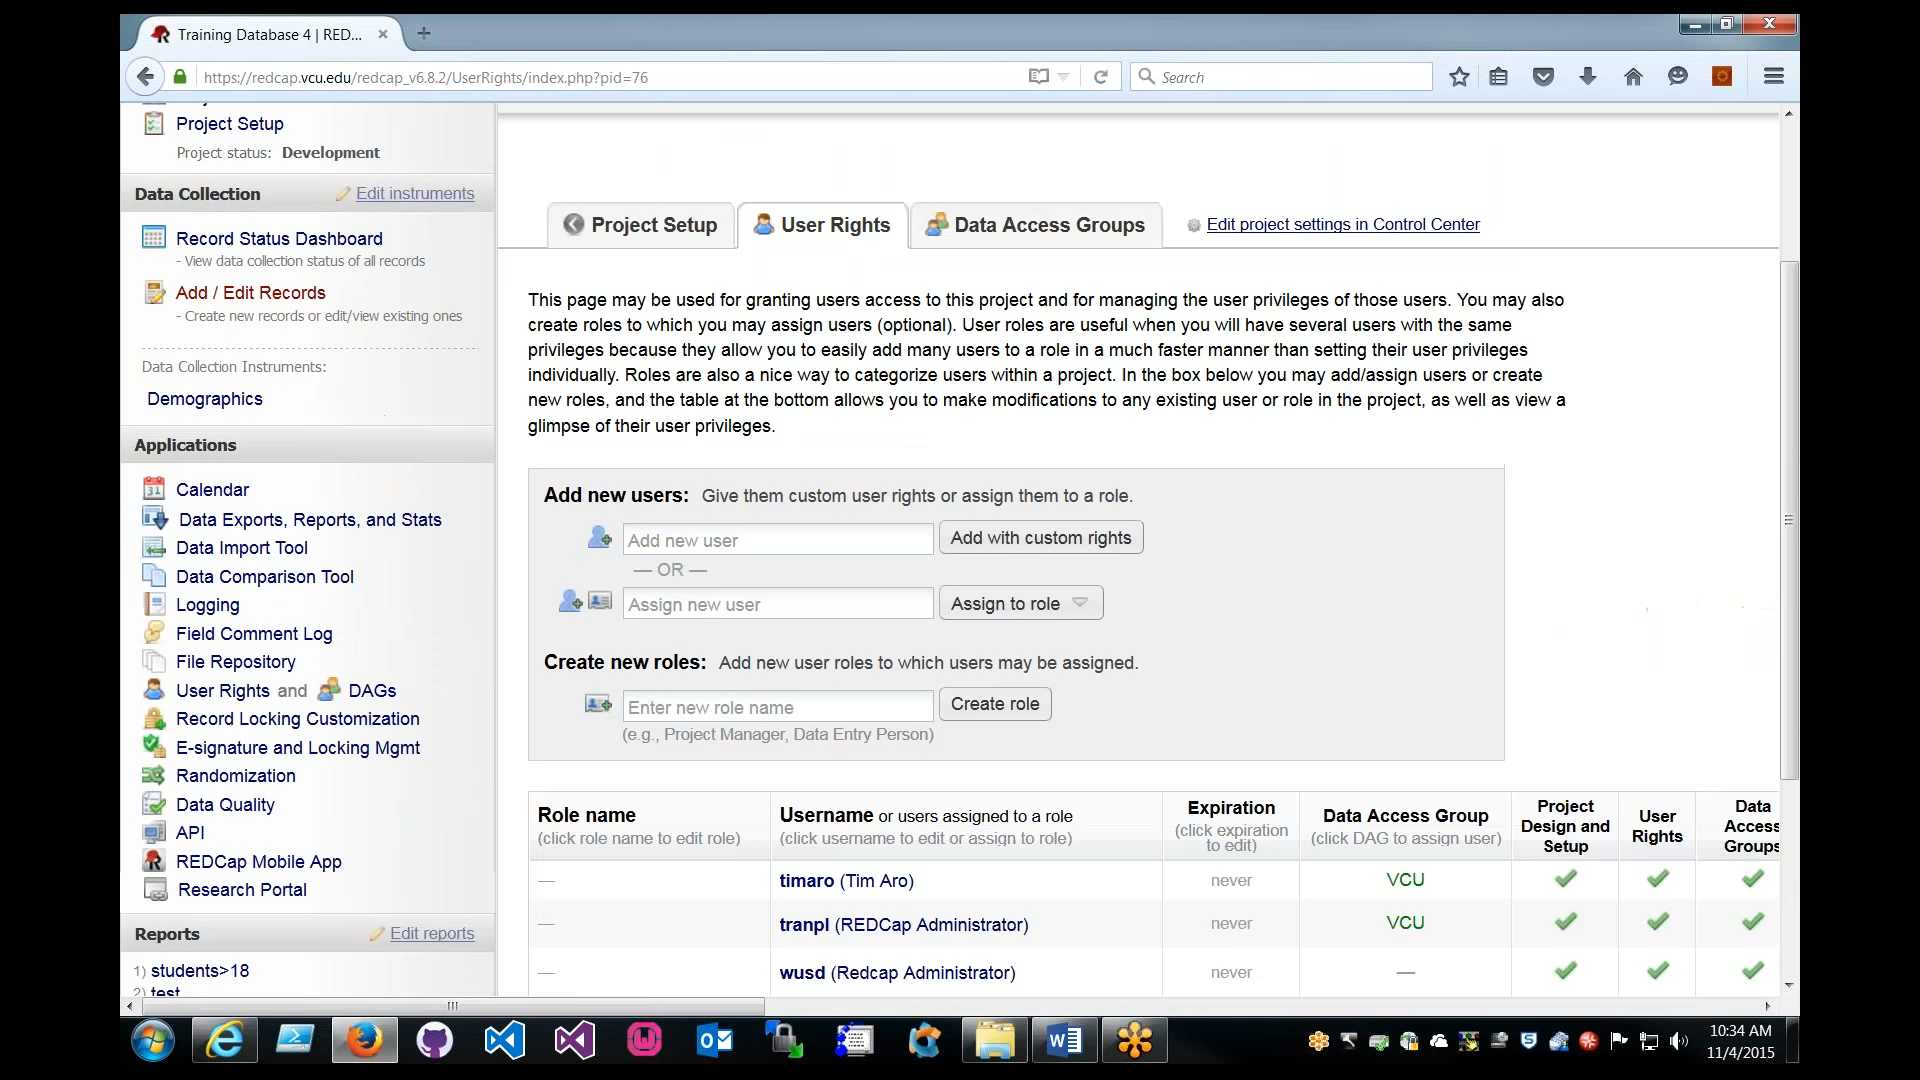 Training Database 4 | RED...
https://redcap.vcu.edu/redcap_v6.8.2/UserRights/index.php?pid=76
Search
Project Setup
Project status: Development
Data Collection
Edit instruments
Record Status Dashboard
- View data collection status of all records
Add / Edit Records
- Create new records or edit/view existing ones
Data Collection Instruments:
Demographics
Applications
Calendar
Data Exports, Reports, and Stats
Data Import Tool
Data Comparison Tool
Logging
Field Comment Log
File Repository
User Rights and DAGs
Record Locking Customization
E-signature and Locking Mgmt
Randomization
Data Quality
API
REDCap Mobile App
Research Portal
Reports
Edit reports
1) students>18
2) test
Project Setup
User Rights
Data Access Groups
Edit project settings in Control Center
This page may be used for granting users access to this project and for managing the user privileges of those users. You may also
create roles to which you may assign users (optional). User roles are useful when you will have several users with the same
privileges because they allow you to easily add many users to a role in a much faster manner than setting their user privileges
individually. Roles are also a nice way to categorize users within a project. In the box below you may add/assign users or create
new roles, and the table at the bottom allows you to make modifications to any existing user or role in the project, as well as view a
glimpse of their user privileges.
Add new users: Give them custom user rights or assign them to a role.
Add new user
Add with custom rights
— OR —
Assign new user
Assign to role
Create new roles: Add new user roles to which users may be assigned.
Enter new role name
Create role
(e.g., Project Manager, Data Entry Person)
Role name
(click role name to edit role)
Username or users assigned to a role
(click username to edit or assign to role)
Expiration
(click expiration
to edit)
Data Access Group
(click DAG to assign user)
Project
Design and
Setup
User
Rights
Data
Access
Groups
— timaro (Tim Aro) never VCU
— tranpl (REDCap Administrator) never VCU
— wusd (Redcap Administrator) never —
10:34 AM
11/4/2015